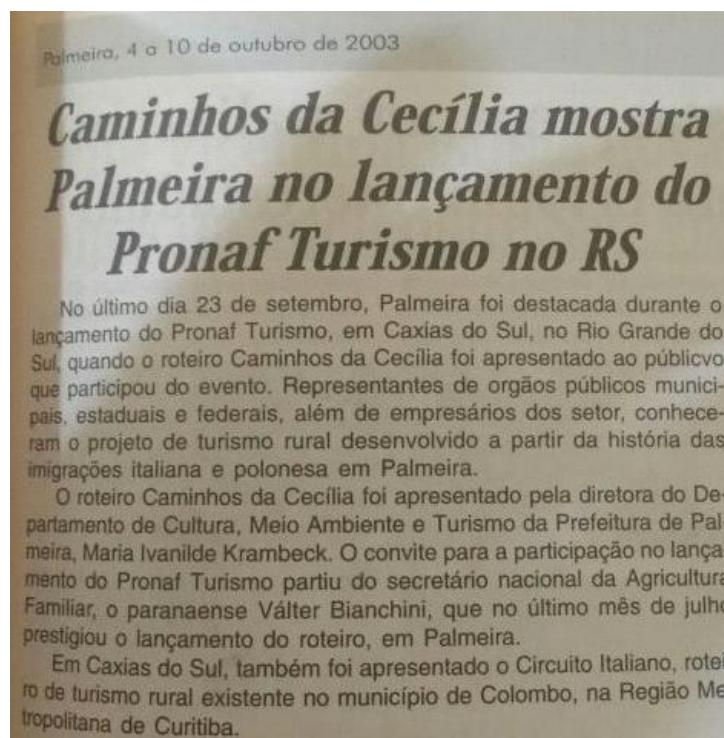 Palmeira, 4 a 10 de outubro de 2003
Caminhos da Cecília mostra
Palmeira no lançamento do
Pronaf Turismo no RS
No último dia 23 de setembro, Palmeira foi destacada durante o
lançamento do Pronaf Turismo, em Caxias do Sul, no Rio Grande do
Sul, quando o roteiro Caminhos da Cecília foi apresentado ao públicvo
que participou do evento. Representantes de orgãos públicos munici-
pais, estaduais e federais, além de empresários dos setor, conhece-
ram o projeto de turismo rural desenvolvido a partir da história das
imigrações italiana e polonesa em Palmeira.
O roteiro Caminhos da Cecília foi apresentado pela diretora do De-
partamento de Cultura, Meio Ambiente e Turismo da Prefeitura de Pal-
meira, Maria Ivanilde Krambeck. O convite para a participação no lança
mento do Pronaf Turismo partiu do secretário nacional da Agricultura
Familiar, o paranaense Válter Bianchini, que no último mês de julho
prestigiou o lançamento do roteiro, em Palmeira.
Em Caxias do Sul, também foi apresentado o Circuito Italiano, rotei
ro de turismo rural existente no município de Colombo, na Região Me
tropolitana de Curitiba.